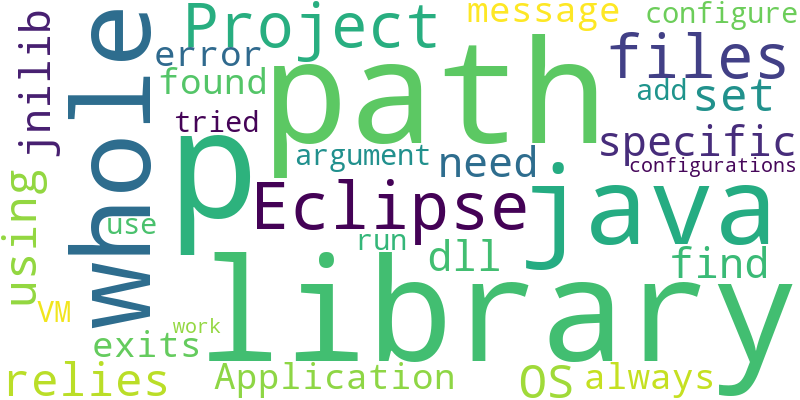 whole
jnilib
Project
message
configure
error
path
files
found
add
set
tried
p
argument
need
specific
configurations
using
use
Eclipse
java
run
dll
find
VM
library
work
exits
relies
Application
OS
always